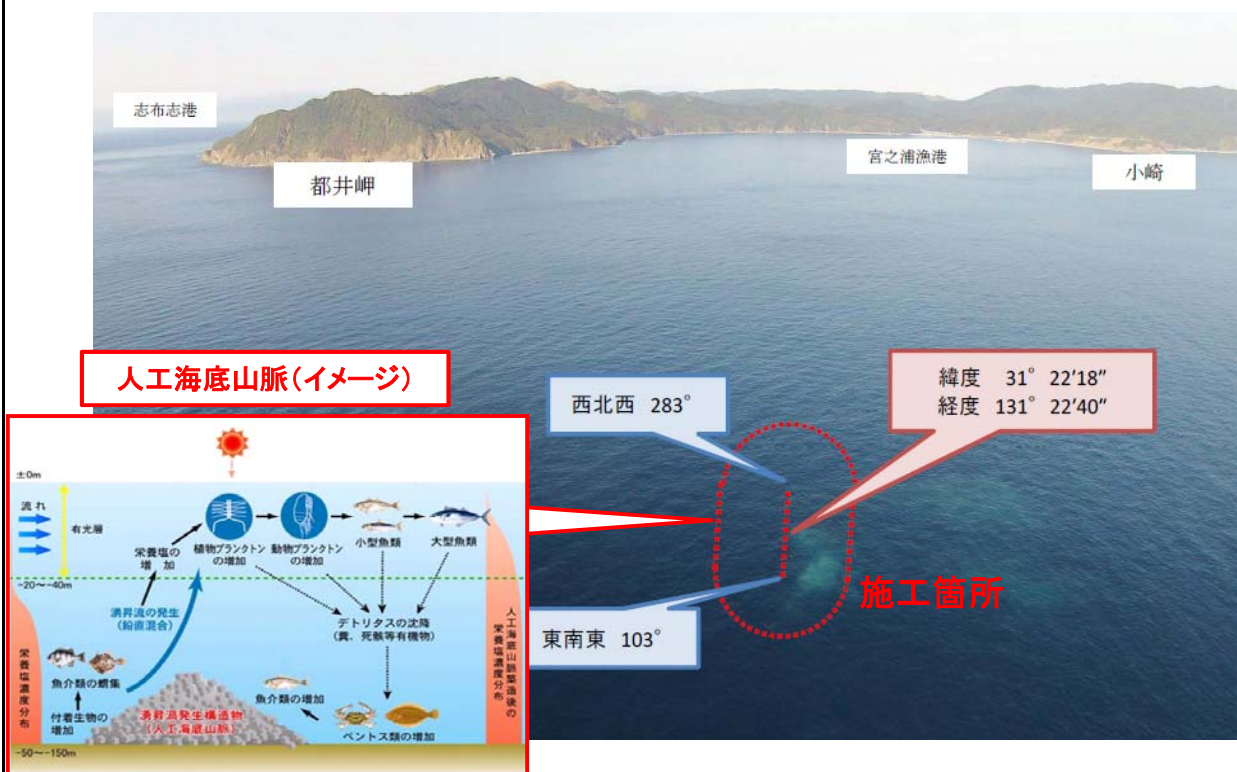 志布志港
都井岬
宮之浦漁港
小崎
人工海底山脈(イメージ)
西北西 283°
緯度 31° 22’18”
経度 131° 22’40”
施工箇所
東南東 103°
±0m
流れ
有光層
栄養塩の
増加
植物プランクトン
の増加
動物プランクトン
の増加
小型魚類
大型魚類
-20~-40m
湧昇流の発生
(鉛直混合)
デトリタスの沈降
(糞、死骸等有機物)
栄養塩濃度分布
人工海底山脈築造後の
栄養塩濃度分布
魚介類の蝟集
付着生物の
増加
湧昇渦発生構造物
(人工海底山脈)
魚介類の増加
ベントス類の増加
-50~-150m